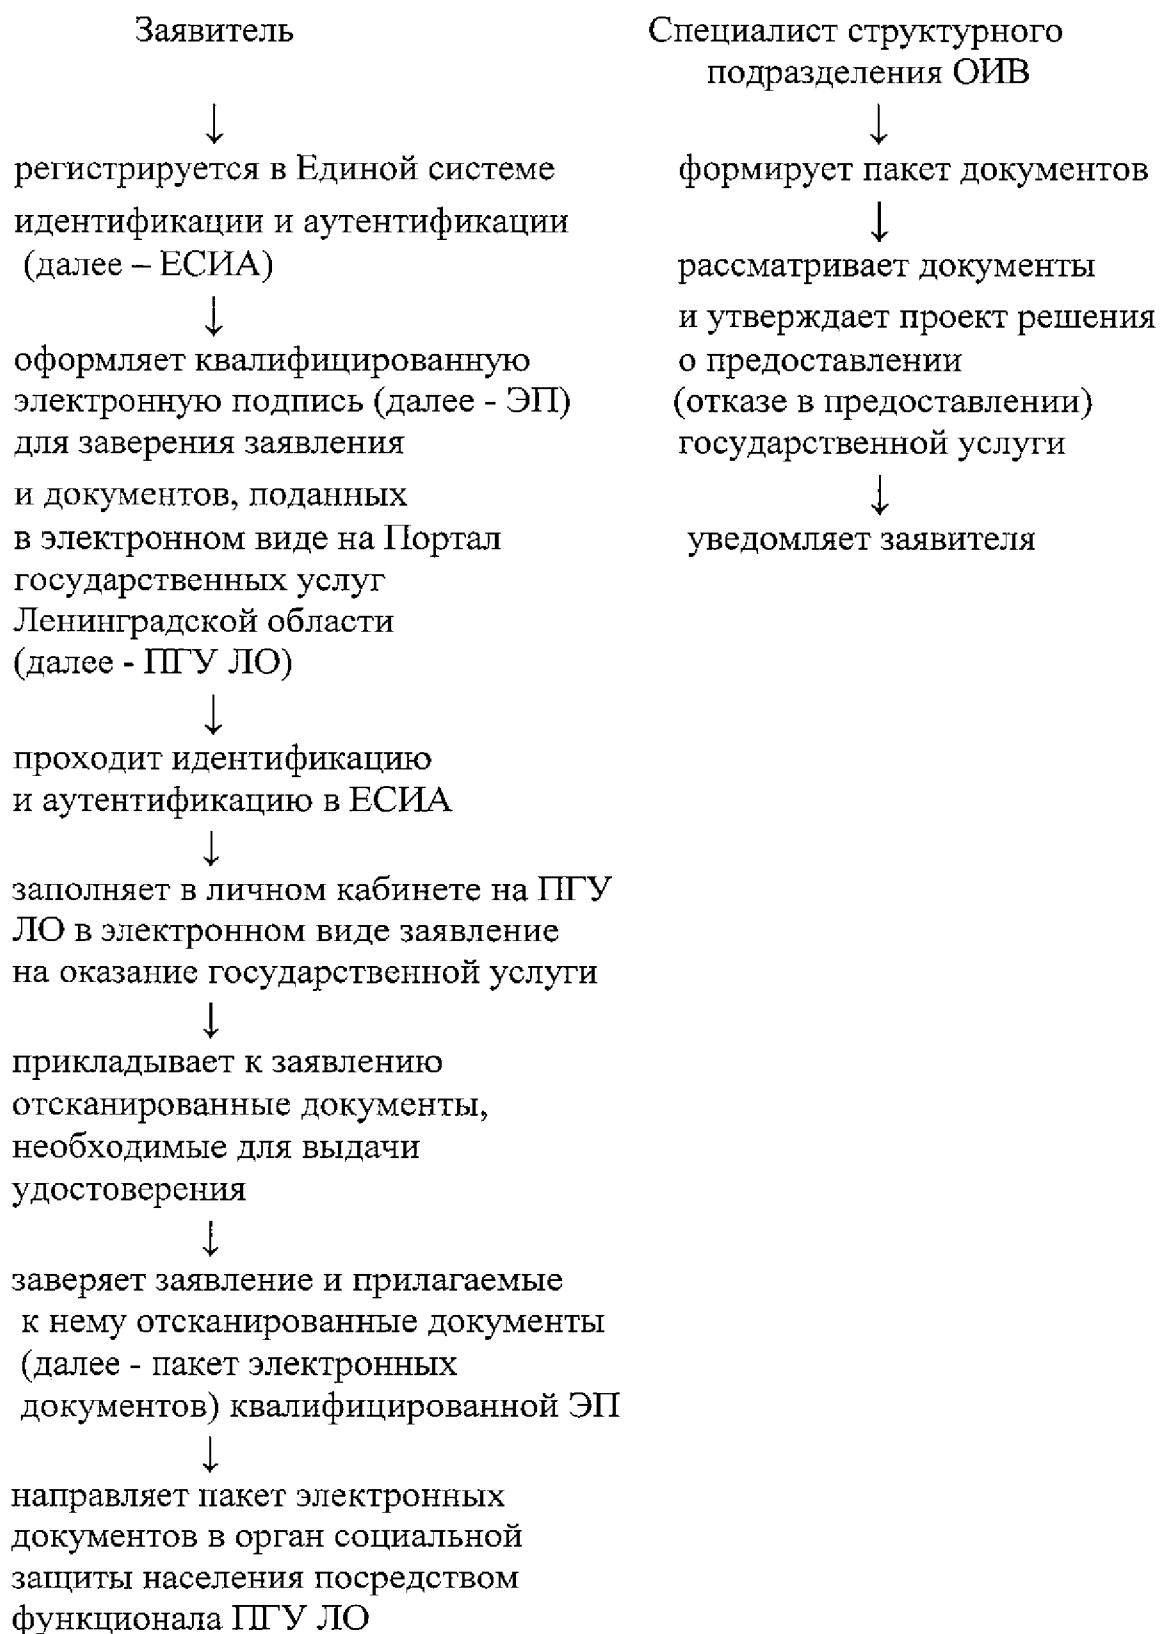 Заявитель
↓
регистрируется в Единой системе
идентификации и аутентификации
(далее – ЕСИА)
↓
оформляет квалифицированную
электронную подпись (далее - ЭП)
для заверения заявления
и документов, поданных
в электронном виде на Портал
государственных услуг
Ленинградской области
(далее - ПГУ ЛО)
↓
проходит идентификацию
и аутентификацию в ЕСИА
↓
заполняет в личном кабинете на ПГУ
ЛО в электронном виде заявление
на оказание государственной услуги
↓
прикладывает к заявлению
отсканированные документы,
необходимые для выдачи
удостоверения
↓
заверяет заявление и прилагаемые
к нему отсканированные документы
(далее - пакет электронных
документов) квалифицированной ЭП
↓
направляет пакет электронных
документов в орган социальной
защиты населения посредством
функционала ПГУ ЛО
Специалист структурного
подразделения ОИВ
↓
формирует пакет документов
↓
рассматривает документы
и утверждает проект решения
о предоставлении
(отказе в предоставлении)
государственной услуги
↓
уведомляет заявителя